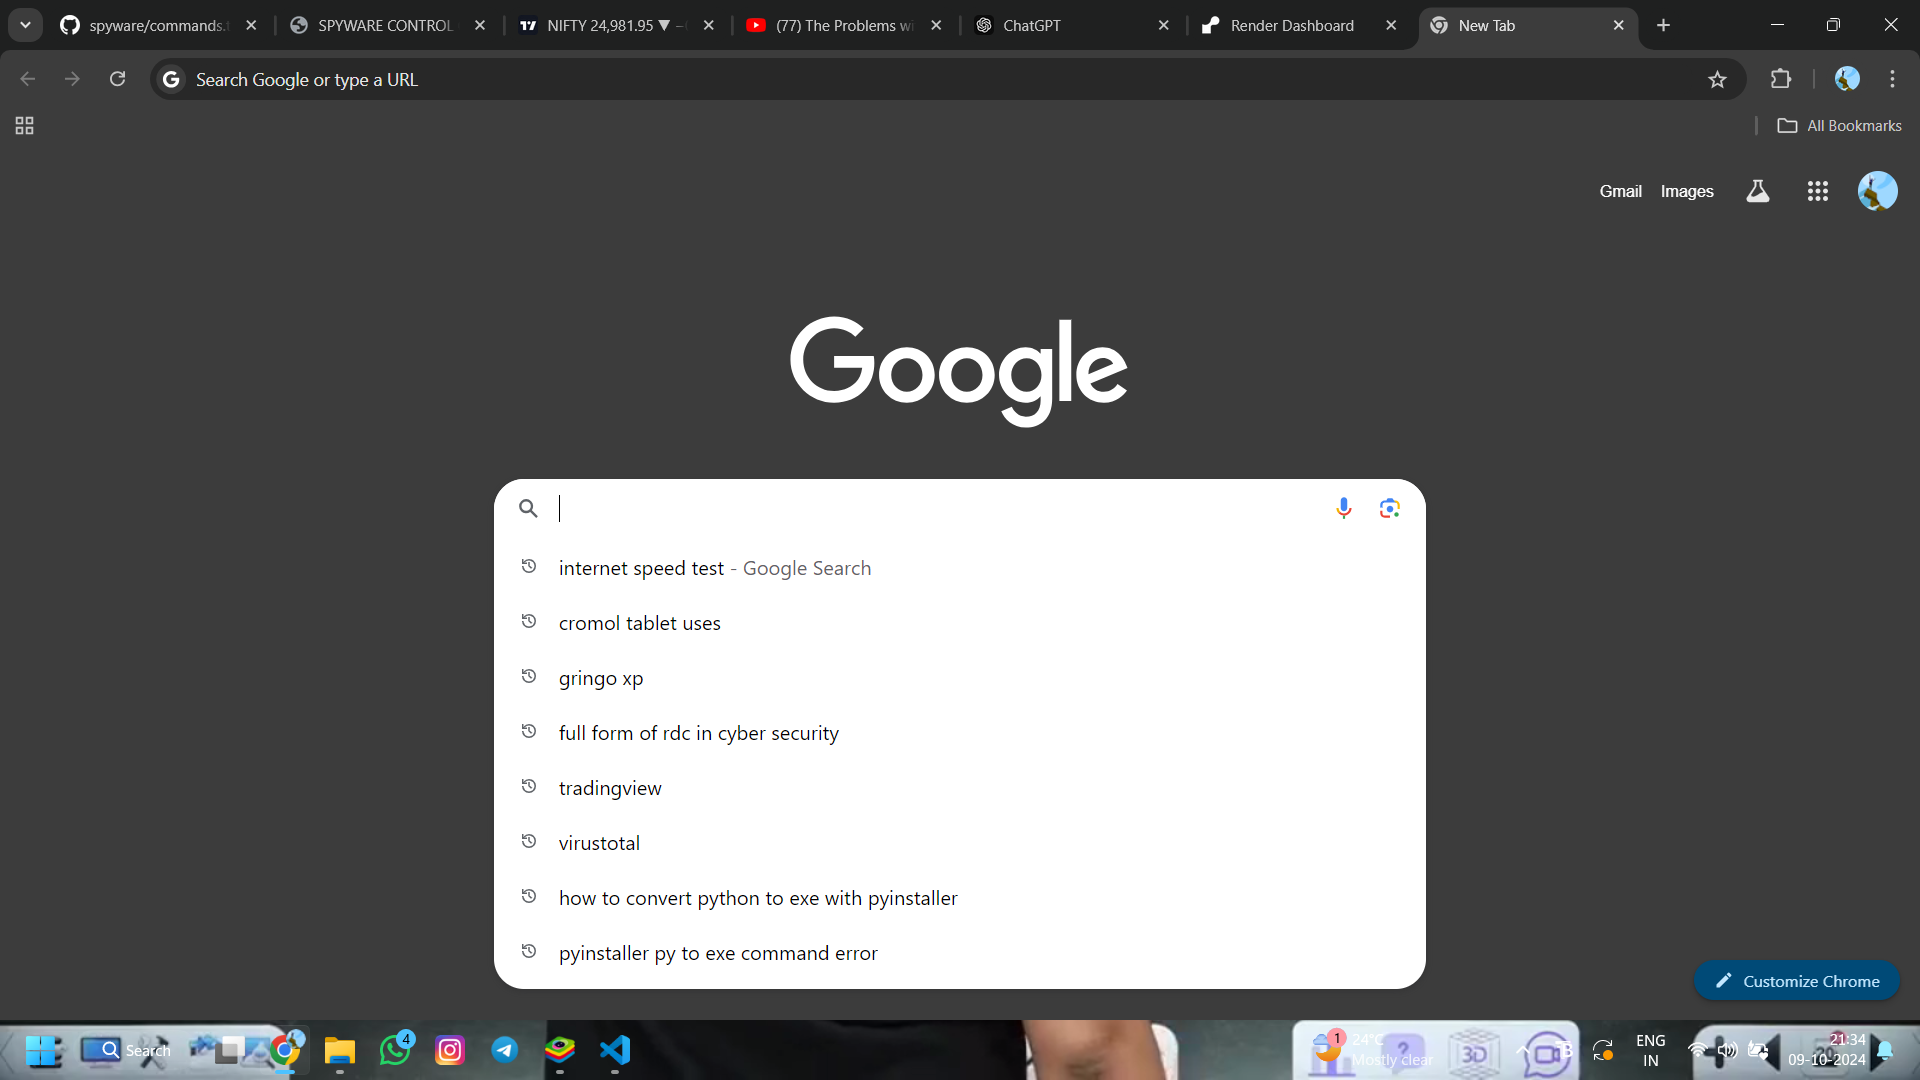 spyware/commands.
SPYWARE CONTROL
NIFTY 24,981.95 ▼
(77) The Problems wi
ChatGPT
Render Dashboard
New Tab
Search Google or type a URL
All Bookmarks
Gmail
Images
Google
internet speed test - Google Search
cromol tablet uses
gringo xp
full form of rdc in cyber security
tradingview
virustotal
how to convert python to exe with pyinstaller
pyinstaller py to exe command error
Customize Chrome
Search
4
1
24°C
Mostly clear
3D
ENG
IN
21:34
09-10-2024